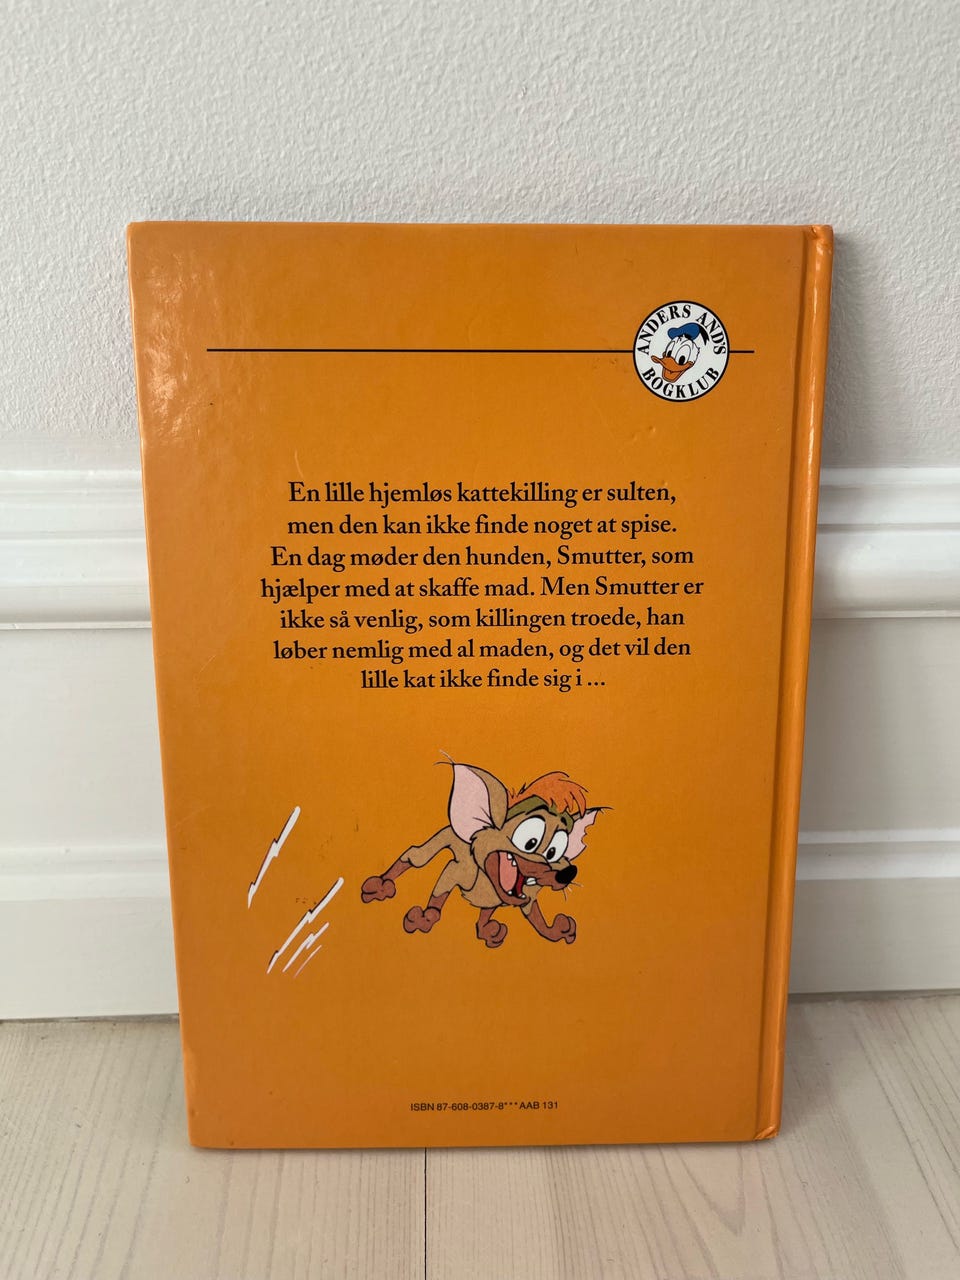 ANDERS AND'S
BOGKLUB
En lille hjemløs kattekilling er sulten,
men den kan ikke finde noget at spise.
En dag møder den hunden, Smutter, som
hjælper med at skaffe mad. Men Smutter er
ikke så venlig, som killingen troede, han
løber nemlig med al maden, og det vil den
lille kat ikke finde sig i ...
ISBN 87-608-0387-8***AAB 131